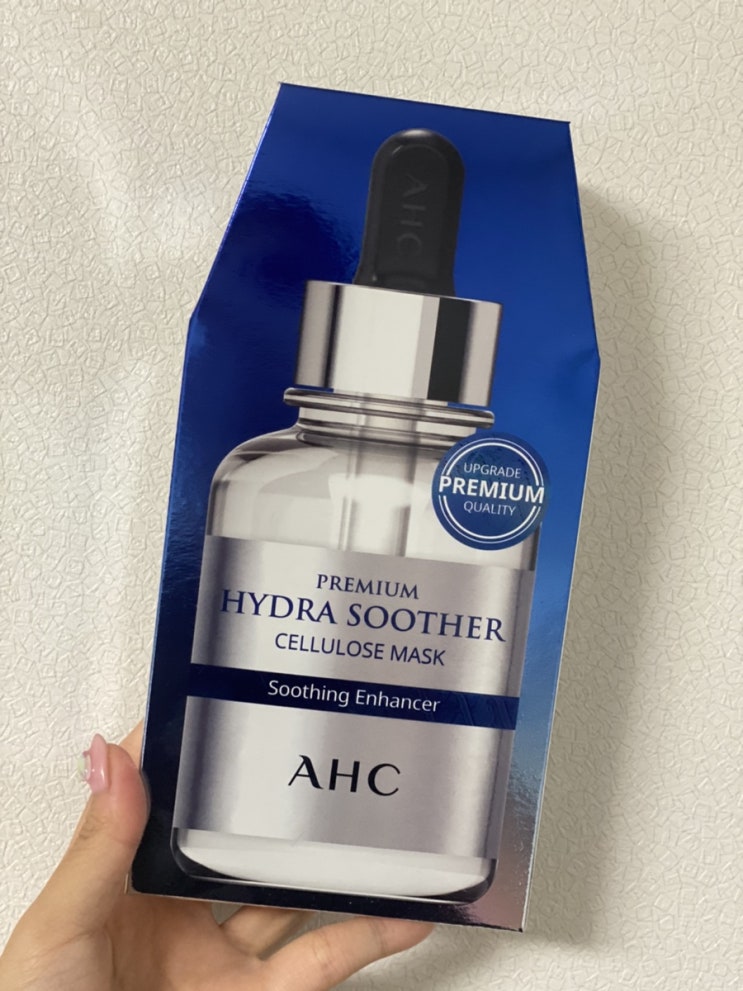 AHC
UPGRADE
PREMIUM
QUALITY
PREMIUM
HYDRA SOOTHER
CELLULOSE MASK
Soothing Enhancer
AHC